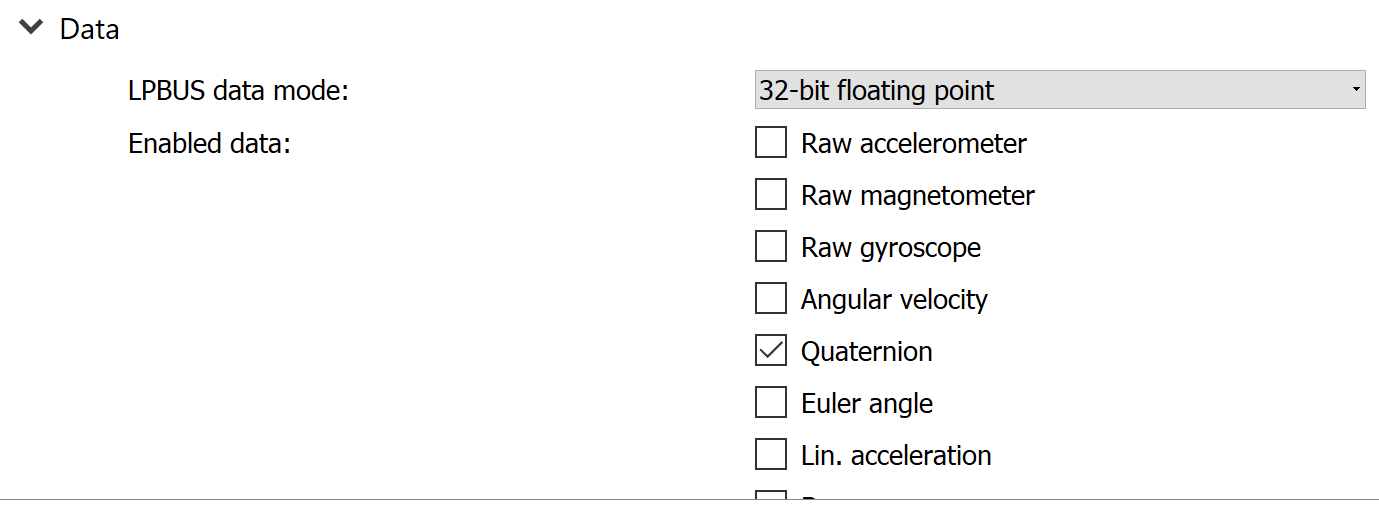 Data
LPBUS data mode: 32-bit floating point
Enabled data: Raw accelerometer
Raw magnetometer
Raw gyroscope
Angular velocity
Quaternion
Euler angle
Lin. acceleration